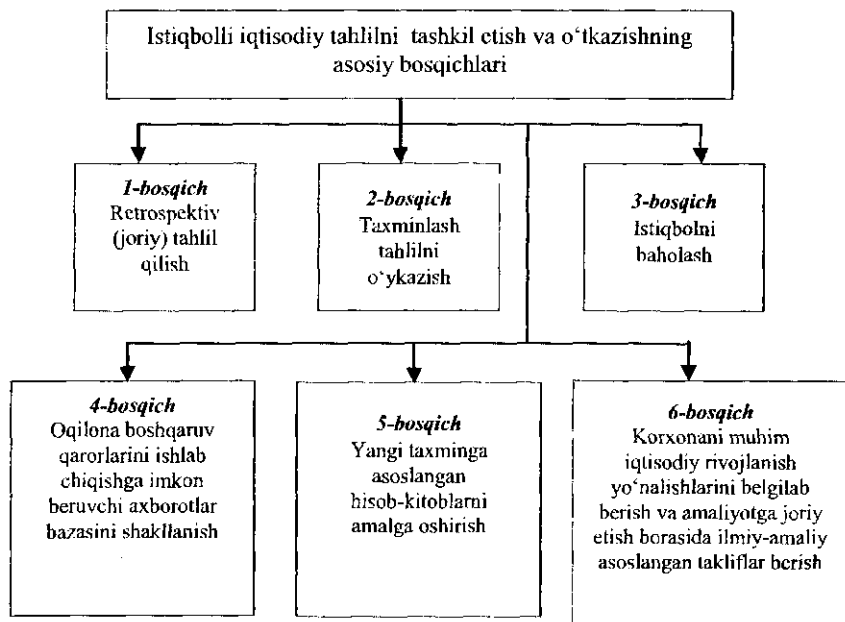 Istiqbolli iqtisodiy tahlilni tashkil etish va o‘tkazishning
asosiy bosqichlari
1-bosqich
Retrospektiv
(joriy) tahlil
qilish
2-bosqich
Taxminlash
tahlilni
o‘ykazish
3-bosqich
Istiqbolni
baholash
4-bosqich
Oqilona boshqaruv
qarorlarini ishlab
chiqishga imkon
beruvchi axborotlar
bazasini shakllanish
5-bosqich
Yangi taxminga
asoslangan
hisob-kitoblarni
amalga oshirish
6-bosqich
Korxonani muhim
iqtisodiy rivojlanish
yo‘nalishlarini belgilab
berish va amaliyotga joriy
etish borasida ilmiy-amaliy
asoslangan takliflar berish